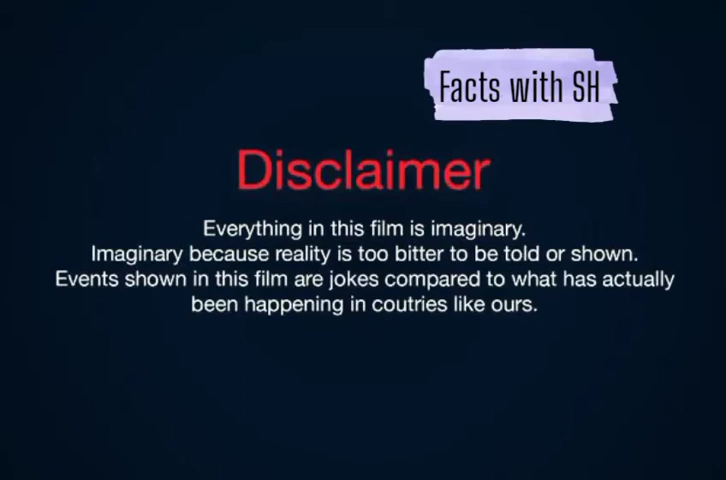 Facts with SH
Disclaimer
Everything in this film is imaginary.
Imaginary because reality is too bitter to be told or shown.
Events shown in this film are jokes compared to what has actually
been happening in coutries like ours.